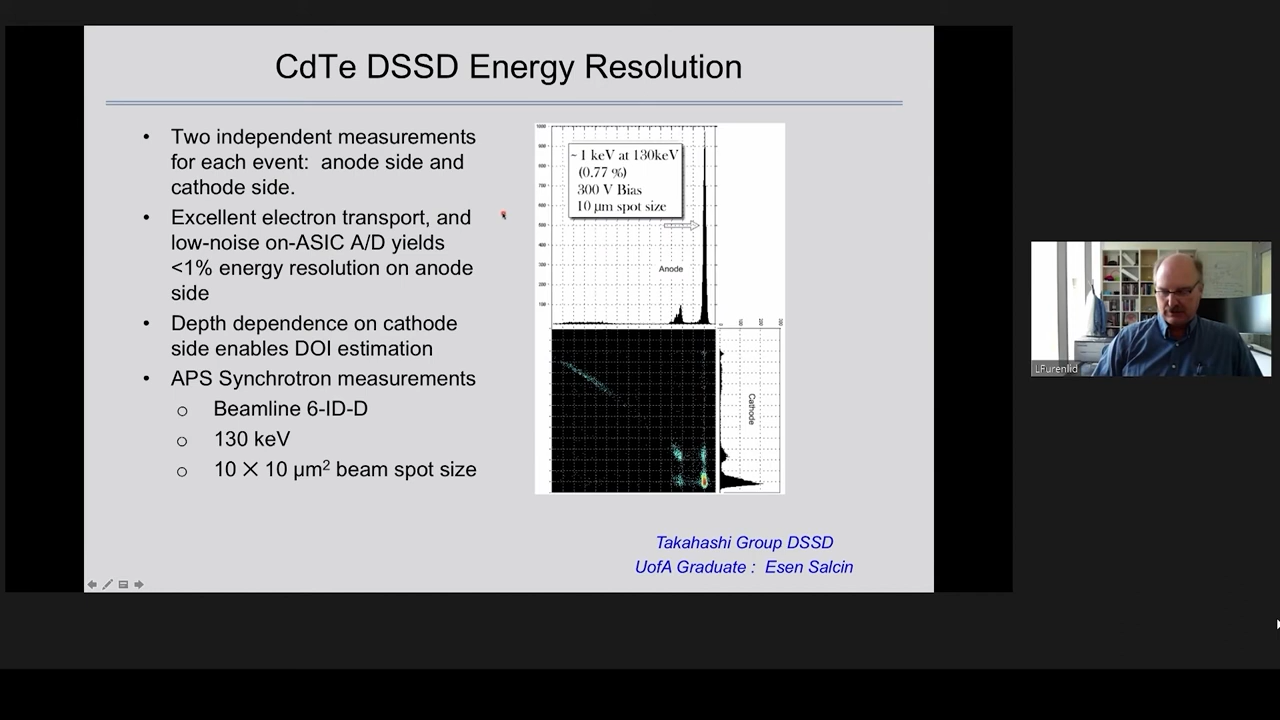 CdTe DSSD Energy Resolution
• Two independent measurements
for each event: anode side and
cathode side.
• Excellent electron transport, and
low-noise on-ASIC A/D yields
<1% energy resolution on anode
side
• Depth dependence on cathode
side enables DOI estimation
• APS Synchrotron measurements
o Beamline 6-ID-D
o 130 keV
o 10 × 10 µm² beam spot size
~ 1 keV at 130keV
(0.77 %)
300 V Bias
10 µm spot size
Anode
Cathode
Takahashi Group DSSD
UofA Graduate : Esen Salcin
LFurenlid